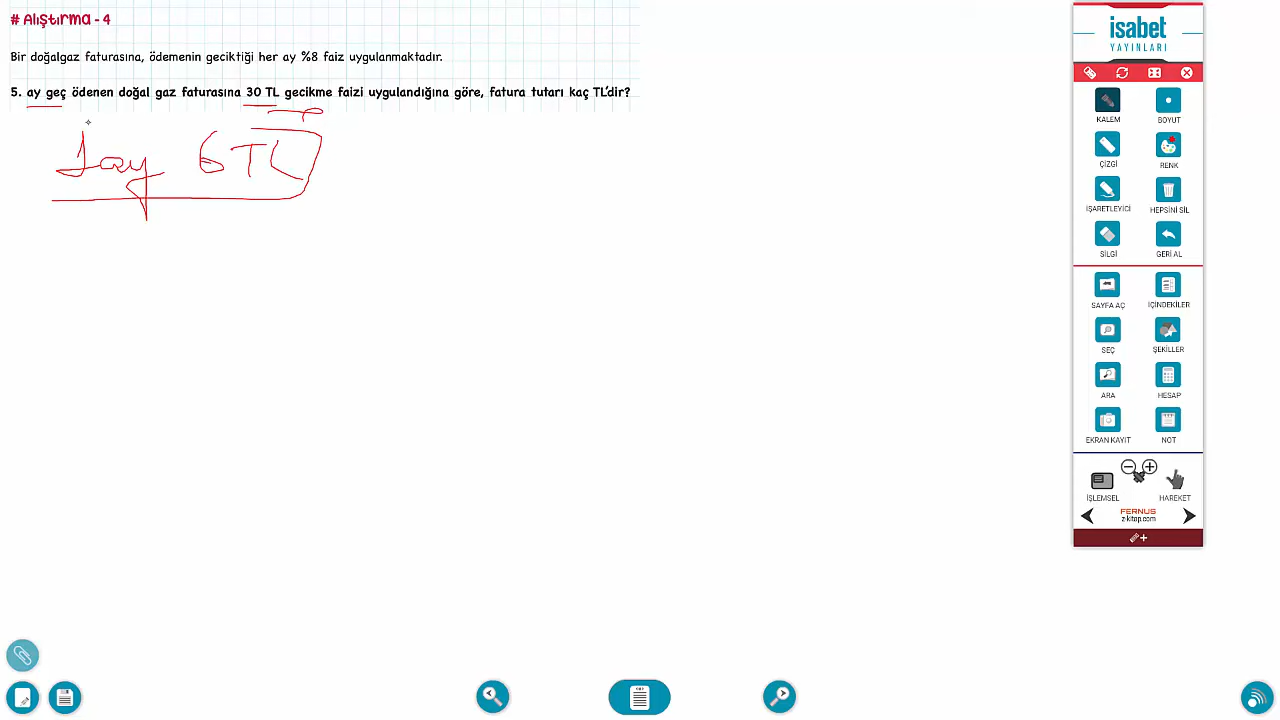 # Alıştırma - 4
Bir doğalgaz faturasına, ödemenin geciktiği her ay %8 faiz uygulanmaktadır.
5. ay geç ödenen doğal gaz faturasına 30 TL gecikme faizi uygulandığına göre, fatura tutarı kaç TL'dir?
1 ay 6 TL
isabet
YAYINLARI
KALEM BOYUT
ÇİZGİ RENK
İŞARETLEYİCİ HEPSİNİ SİL
SİLGİ GERİ AL
SAYFA AÇ İÇİNDEKİLER
SEÇ ŞEKİLLER
ARA HESAP
EKRAN KAYIT NOT
İŞLEMSEL HAREKET
FERNUS
z-kitap.com